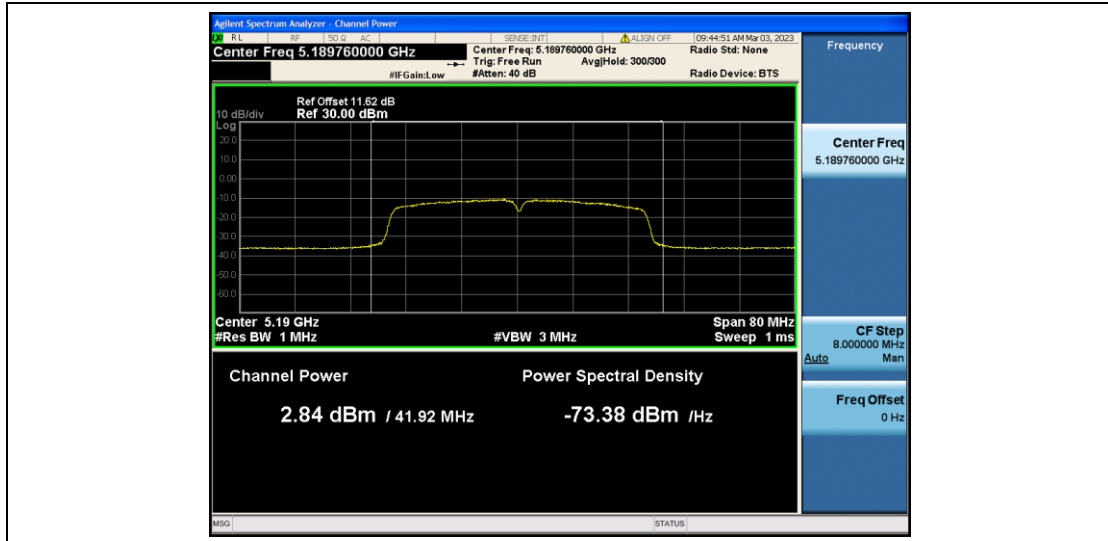 Agilent Spectrum Analyzer - Channel Power
RL RF 50 Ω AC SENSE:INT ALIGN OFF 09:44:51 AM Mar 03, 2023
Center Freq 5.189760000 GHz
Center Freq: 5.189760000 GHz
Radio Std: None
Trig: Free Run Avg|Hold: 300/300
#IFGain:Low
#Atten: 40 dB
Radio Device: BTS
Frequency
Ref Offset 11.62 dB
10 dB/div Ref 30.00 dBm
Log
20.0
10.0
0.00
-10.0
-20.0
-30.0
-40.0
-50.0
-60.0
Center Freq
5.189760000 GHz
Center 5.19 GHz Span 80 MHz
#Res BW 1 MHz #VBW 3 MHz Sweep 1 ms
CF Step
8.000000 MHz
Auto Man
Channel Power Power Spectral Density
2.84 dBm / 41.92 MHz -73.38 dBm /Hz
Freq Offset
0 Hz
MSG STATUS